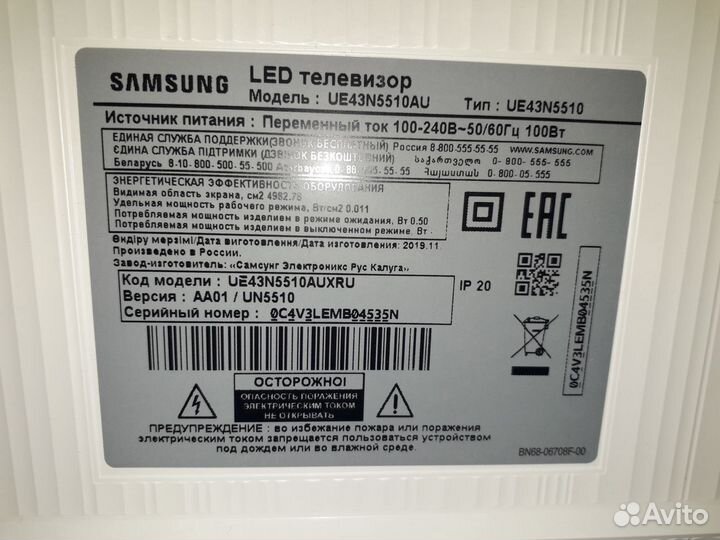 SAMSUNG
LED телевизор
Модель : UE43N5510AU Тип : UE43N5510
Источник питания : Переменный ток 100-240В~50/60Гц 100Вт
ЕДИНАЯ СЛУЖБА ПОДДЕРЖКИ(ЗВОНОК БЕСПЛАТНЫЙ) Россия 8-800-555-55-55 WWW.SAMSUNG.COM
ЄДИНА СЛУЖБА ПІДТРИМКИ (ДЗВІНОК БЕЗКОШТОВНИЙ) საქართველო 0- 800- 555- 555
Беларусь 8-10-800- 500- 55- 500 Հայաստան 0- 800- 05- 555
ЭНЕРГЕТИЧЕСКАЯ ЭФФЕКТИВНОСТЬ ОБОРУДОВАНИЯ
Видимая область экрана, см2 4982.78
Удельная мощность рабочего режима, Вт/см2 0.011
Потребляемая мощность изделием в режиме ожидания, Вт 0.50
Потребляемая мощность изделием в выключенном режиме, Вт
Өндіру мерзімі/Дата виготовлення/Дата изготовления : 2019.11
Произведено в России.
Завод-изготовитель: «Самсунг Электроникс Рус Калуга»
Код модели : UE43N5510AUXRU
IP 20
Версия : AA01 / UN5510
Серийный номер : 0C4V3LEMB04535N
0C4V3LEMB04535N
EAC
ОСТОРОЖНО!
ОПАСНОСТЬ ПОРАЖЕНИЯ
ЭЛЕКТРИЧЕСКИМ ТОКОМ
НЕ ОТКРЫВАТЬ
ПРЕДУПРЕЖДЕНИЕ : во избежание пожара или поражения
электрическим током запрещается пользоваться устройством
под дождем или во влажной среде.
BN68-06708F-00
Avito